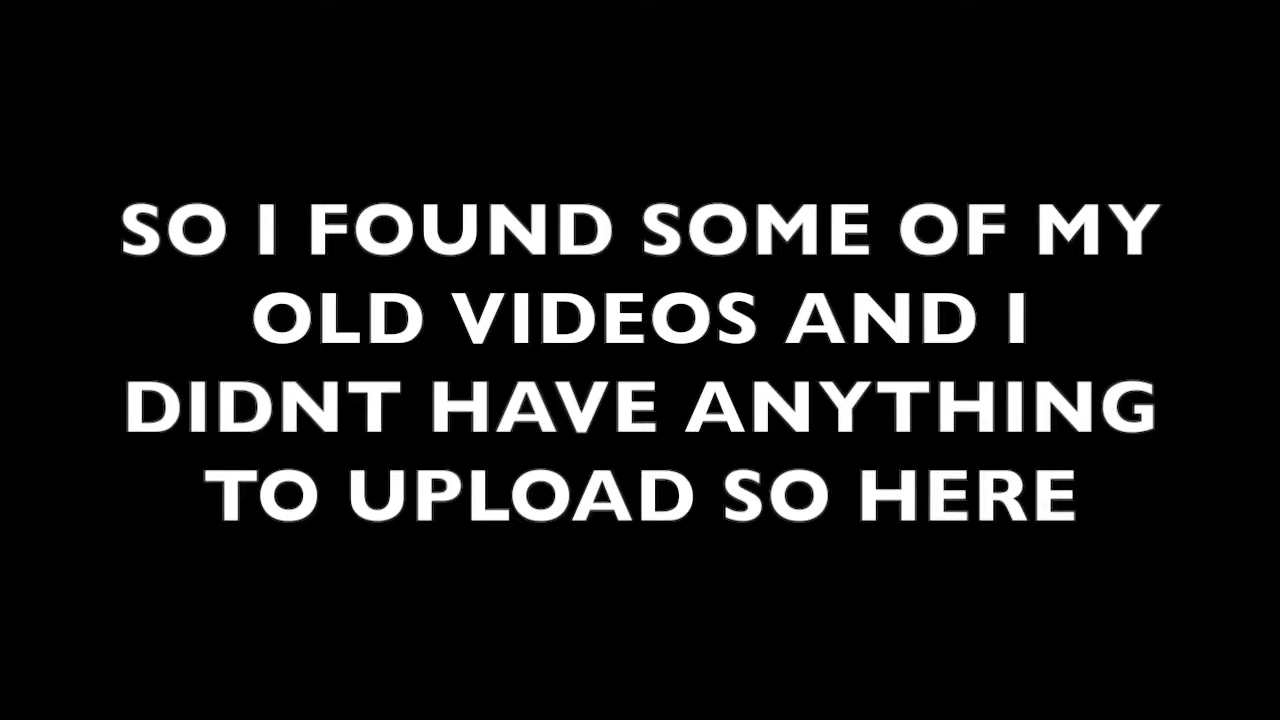 SO I FOUND SOME OF MY
OLD VIDEOS AND I
DIDNT HAVE ANYTHING
TO UPLOAD SO HERE